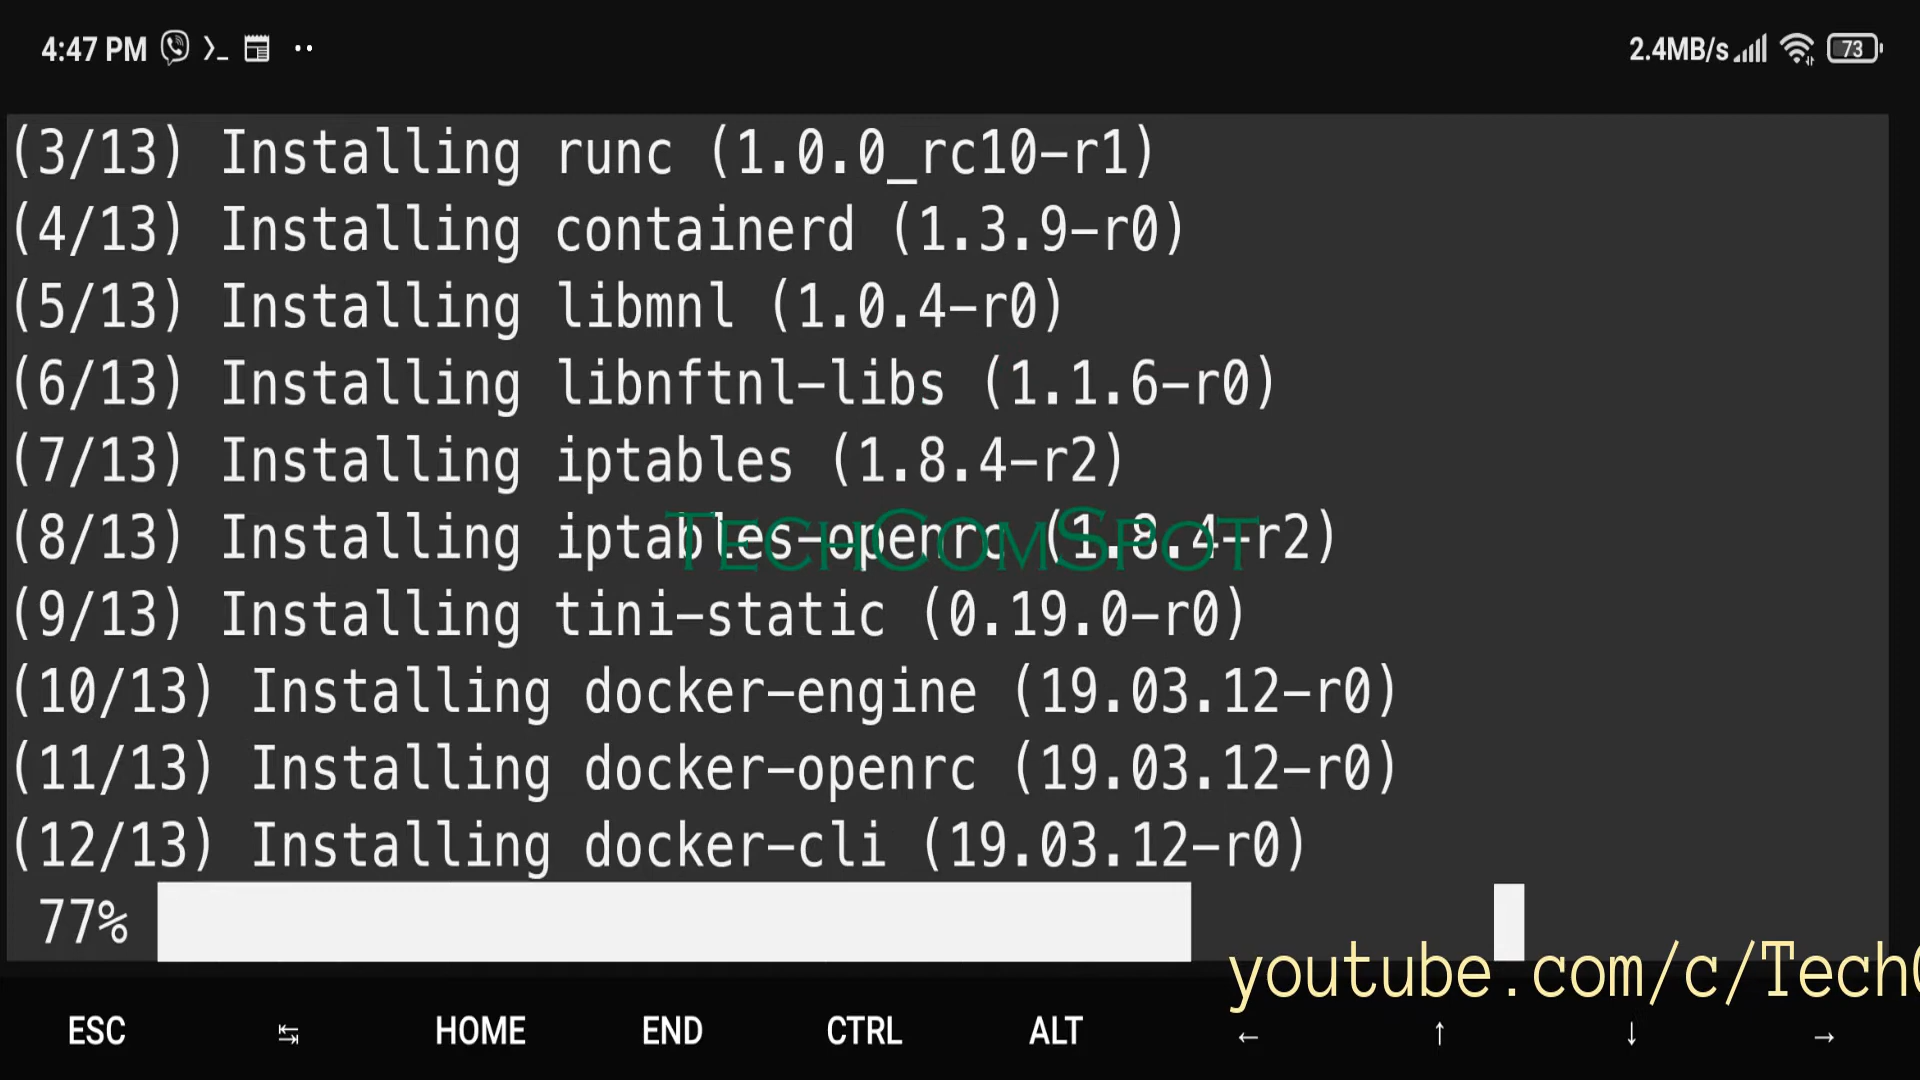 4:47 PM
2.4MB/s 73
(3/13) Installing runc (1.0.0_rc10-r1)
(4/13) Installing containerd (1.3.9-r0)
(5/13) Installing libmnl (1.0.4-r0)
(6/13) Installing libnftnl-libs (1.1.6-r0)
(7/13) Installing iptables (1.8.4-r2)
(8/13) Installing iptables-openrc (1.8.4-r2)
TECHCOMSPOT
(9/13) Installing tini-static (0.19.0-r0)
(10/13) Installing docker-engine (19.03.12-r0)
(11/13) Installing docker-openrc (19.03.12-r0)
(12/13) Installing docker-cli (19.03.12-r0)
77%
youtube.com/c/Tech
ESC ↹ HOME END CTRL ALT ← ↑ ↓ →